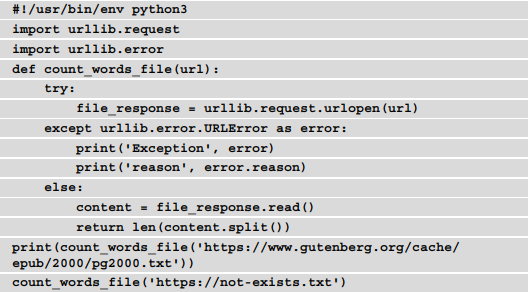 #!/usr/bin/env python3
import urllib.request
import urllib.error
def count_words_file(url):
    try:
        file_response = urllib.request.urlopen(url)
    except urllib.error.URLError as error:
        print('Exception', error)
        print('reason', error.reason)
    else:
        content = file_response.read()
        return len(content.split())
print(count_words_file('https://www.gutenberg.org/cache/
epub/2000/pg2000.txt'))
count_words_file('https://not-exists.txt')